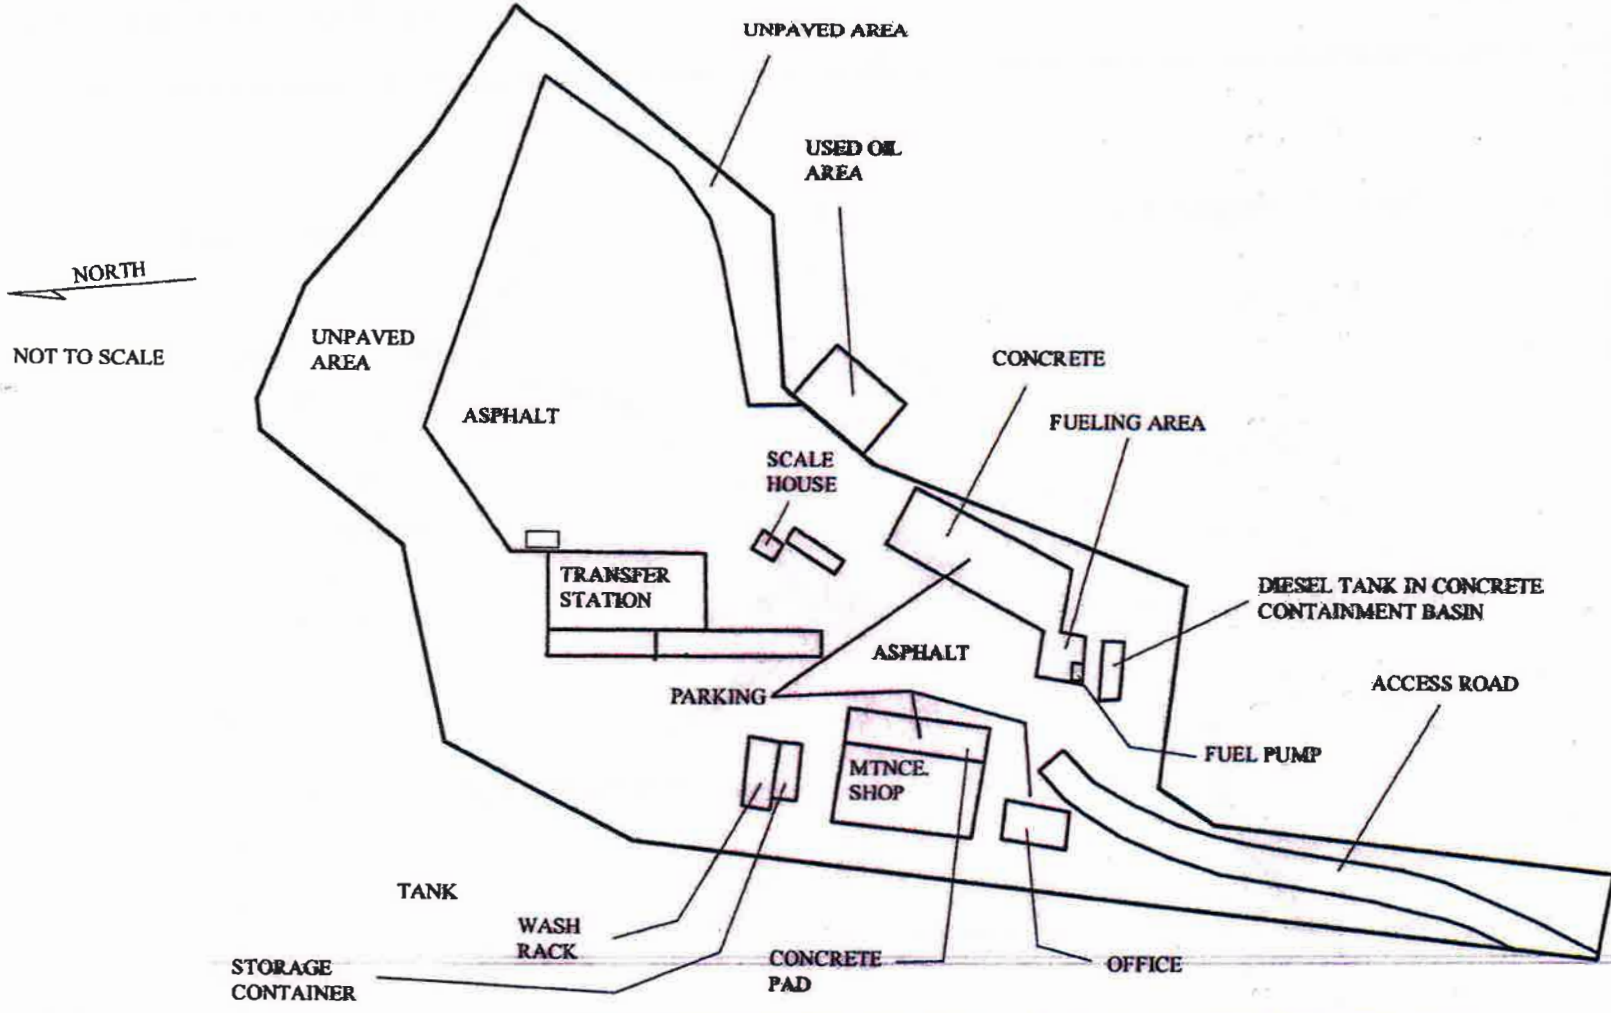 UNPAVED AREA
USED OIL
AREA
NORTH
NOT TO SCALE
UNPAVED
AREA
CONCRETE
ASPHALT
FUELING AREA
SCALE
HOUSE
TRANSFER
STATION
DIESEL TANK IN CONCRETE
CONTAINMENT BASIN
ASPHALT
PARKING
ACCESS ROAD
FUEL PUMP
MTNCE.
SHOP
TANK
WASH
RACK
STORAGE
CONTAINER
CONCRETE
PAD
OFFICE